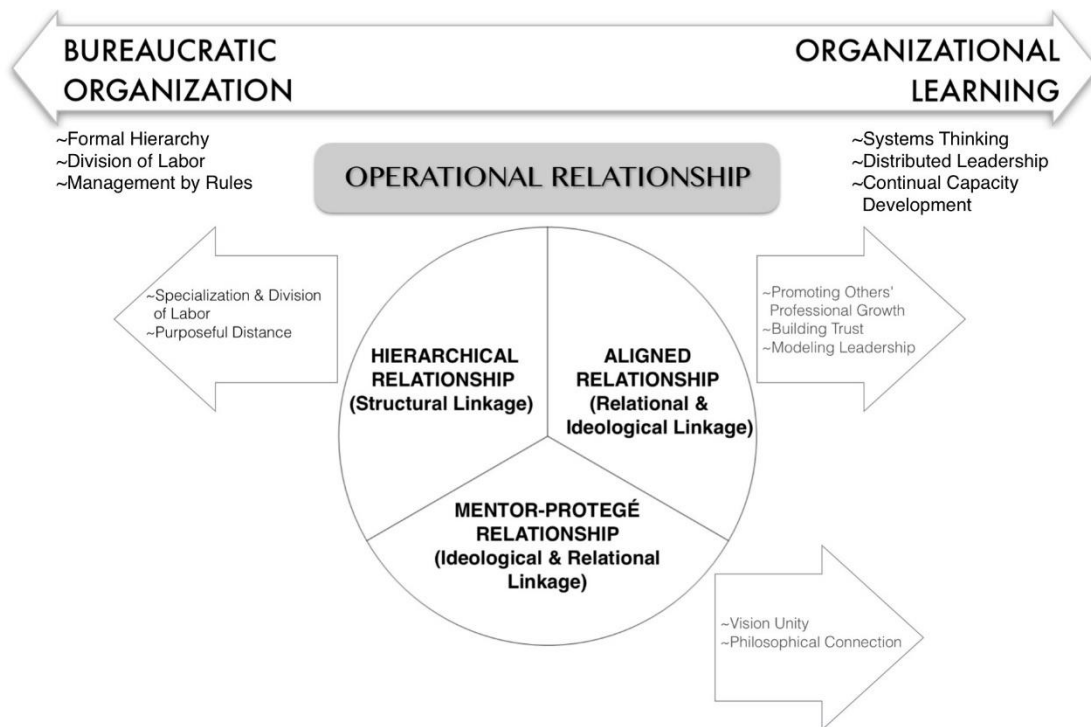 BUREAUCRATIC
ORGANIZATION
ORGANIZATIONAL
LEARNING
~Formal Hierarchy
~Division of Labor
~Management by Rules
~Systems Thinking
~Distributed Leadership
~Continual Capacity
Development
OPERATIONAL RELATIONSHIP
~Specialization & Division
of Labor
~Purposeful Distance
HIERARCHICAL
RELATIONSHIP
(Structural Linkage)
ALIGNED
RELATIONSHIP
(Relational &
Ideological Linkage)
~Promoting Others'
Professional Growth
~Building Trust
~Modeling Leadership
MENTOR-PROTEGÉ
RELATIONSHIP
(Ideological & Relational
Linkage)
~Vision Unity
~Philosophical Connection